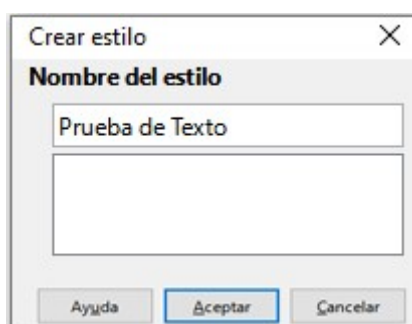 Crear estilo
Nombre del estilo
Prueba de Texto
Ayuda Aceptar Cancelar